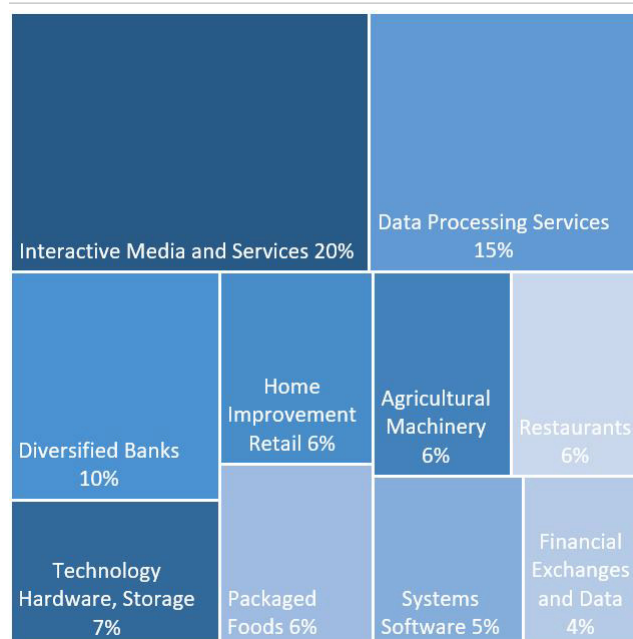 Interactive Media and Services 20%
Data Processing Services
15%
Diversified Banks
10%
Home
Improvement
Retail 6%
Agricultural
Machinery
6%
Restaurants
6%
Technology
Hardware, Storage
7%
Packaged
Foods 6%
Systems
Software 5%
Financial
Exchanges
and Data
4%